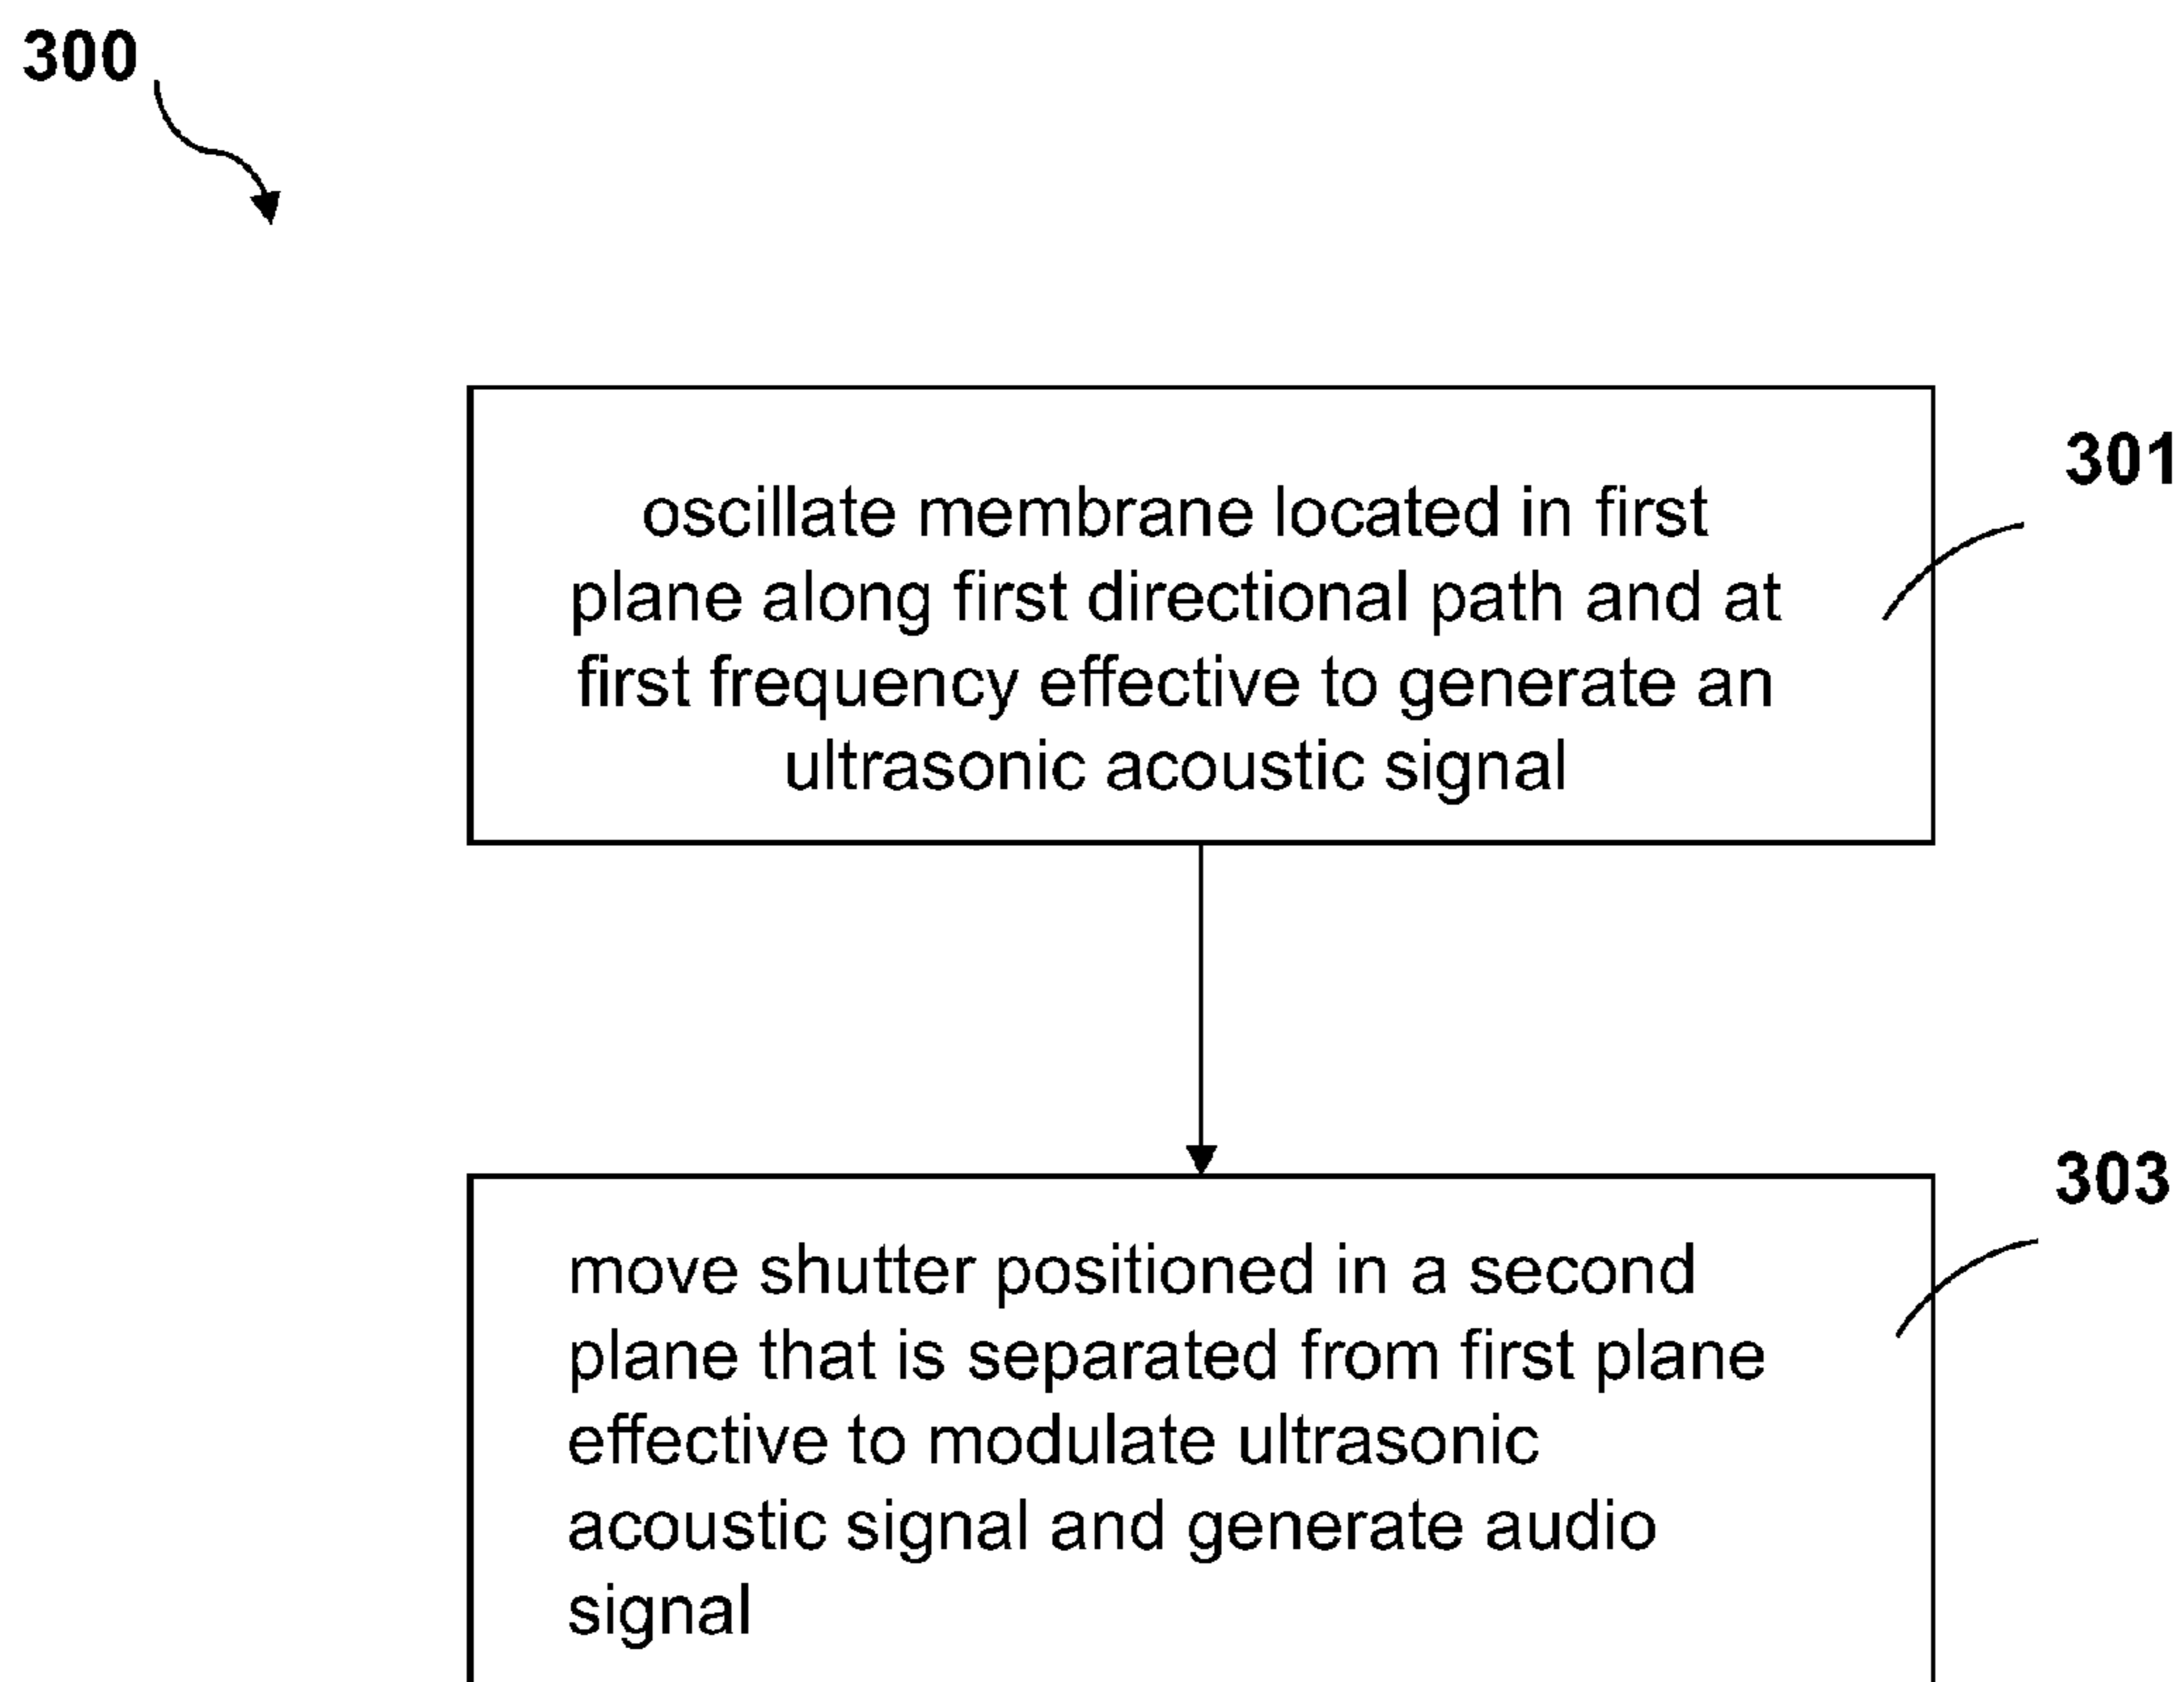 300
301
oscillate membrane located in first
plane along first directional path and at
first frequency effective to generate an
ultrasonic acoustic signal
303
move shutter positioned in a second
plane that is separated from first plane
effective to modulate ultrasonic
acoustic signal and generate audio
signal